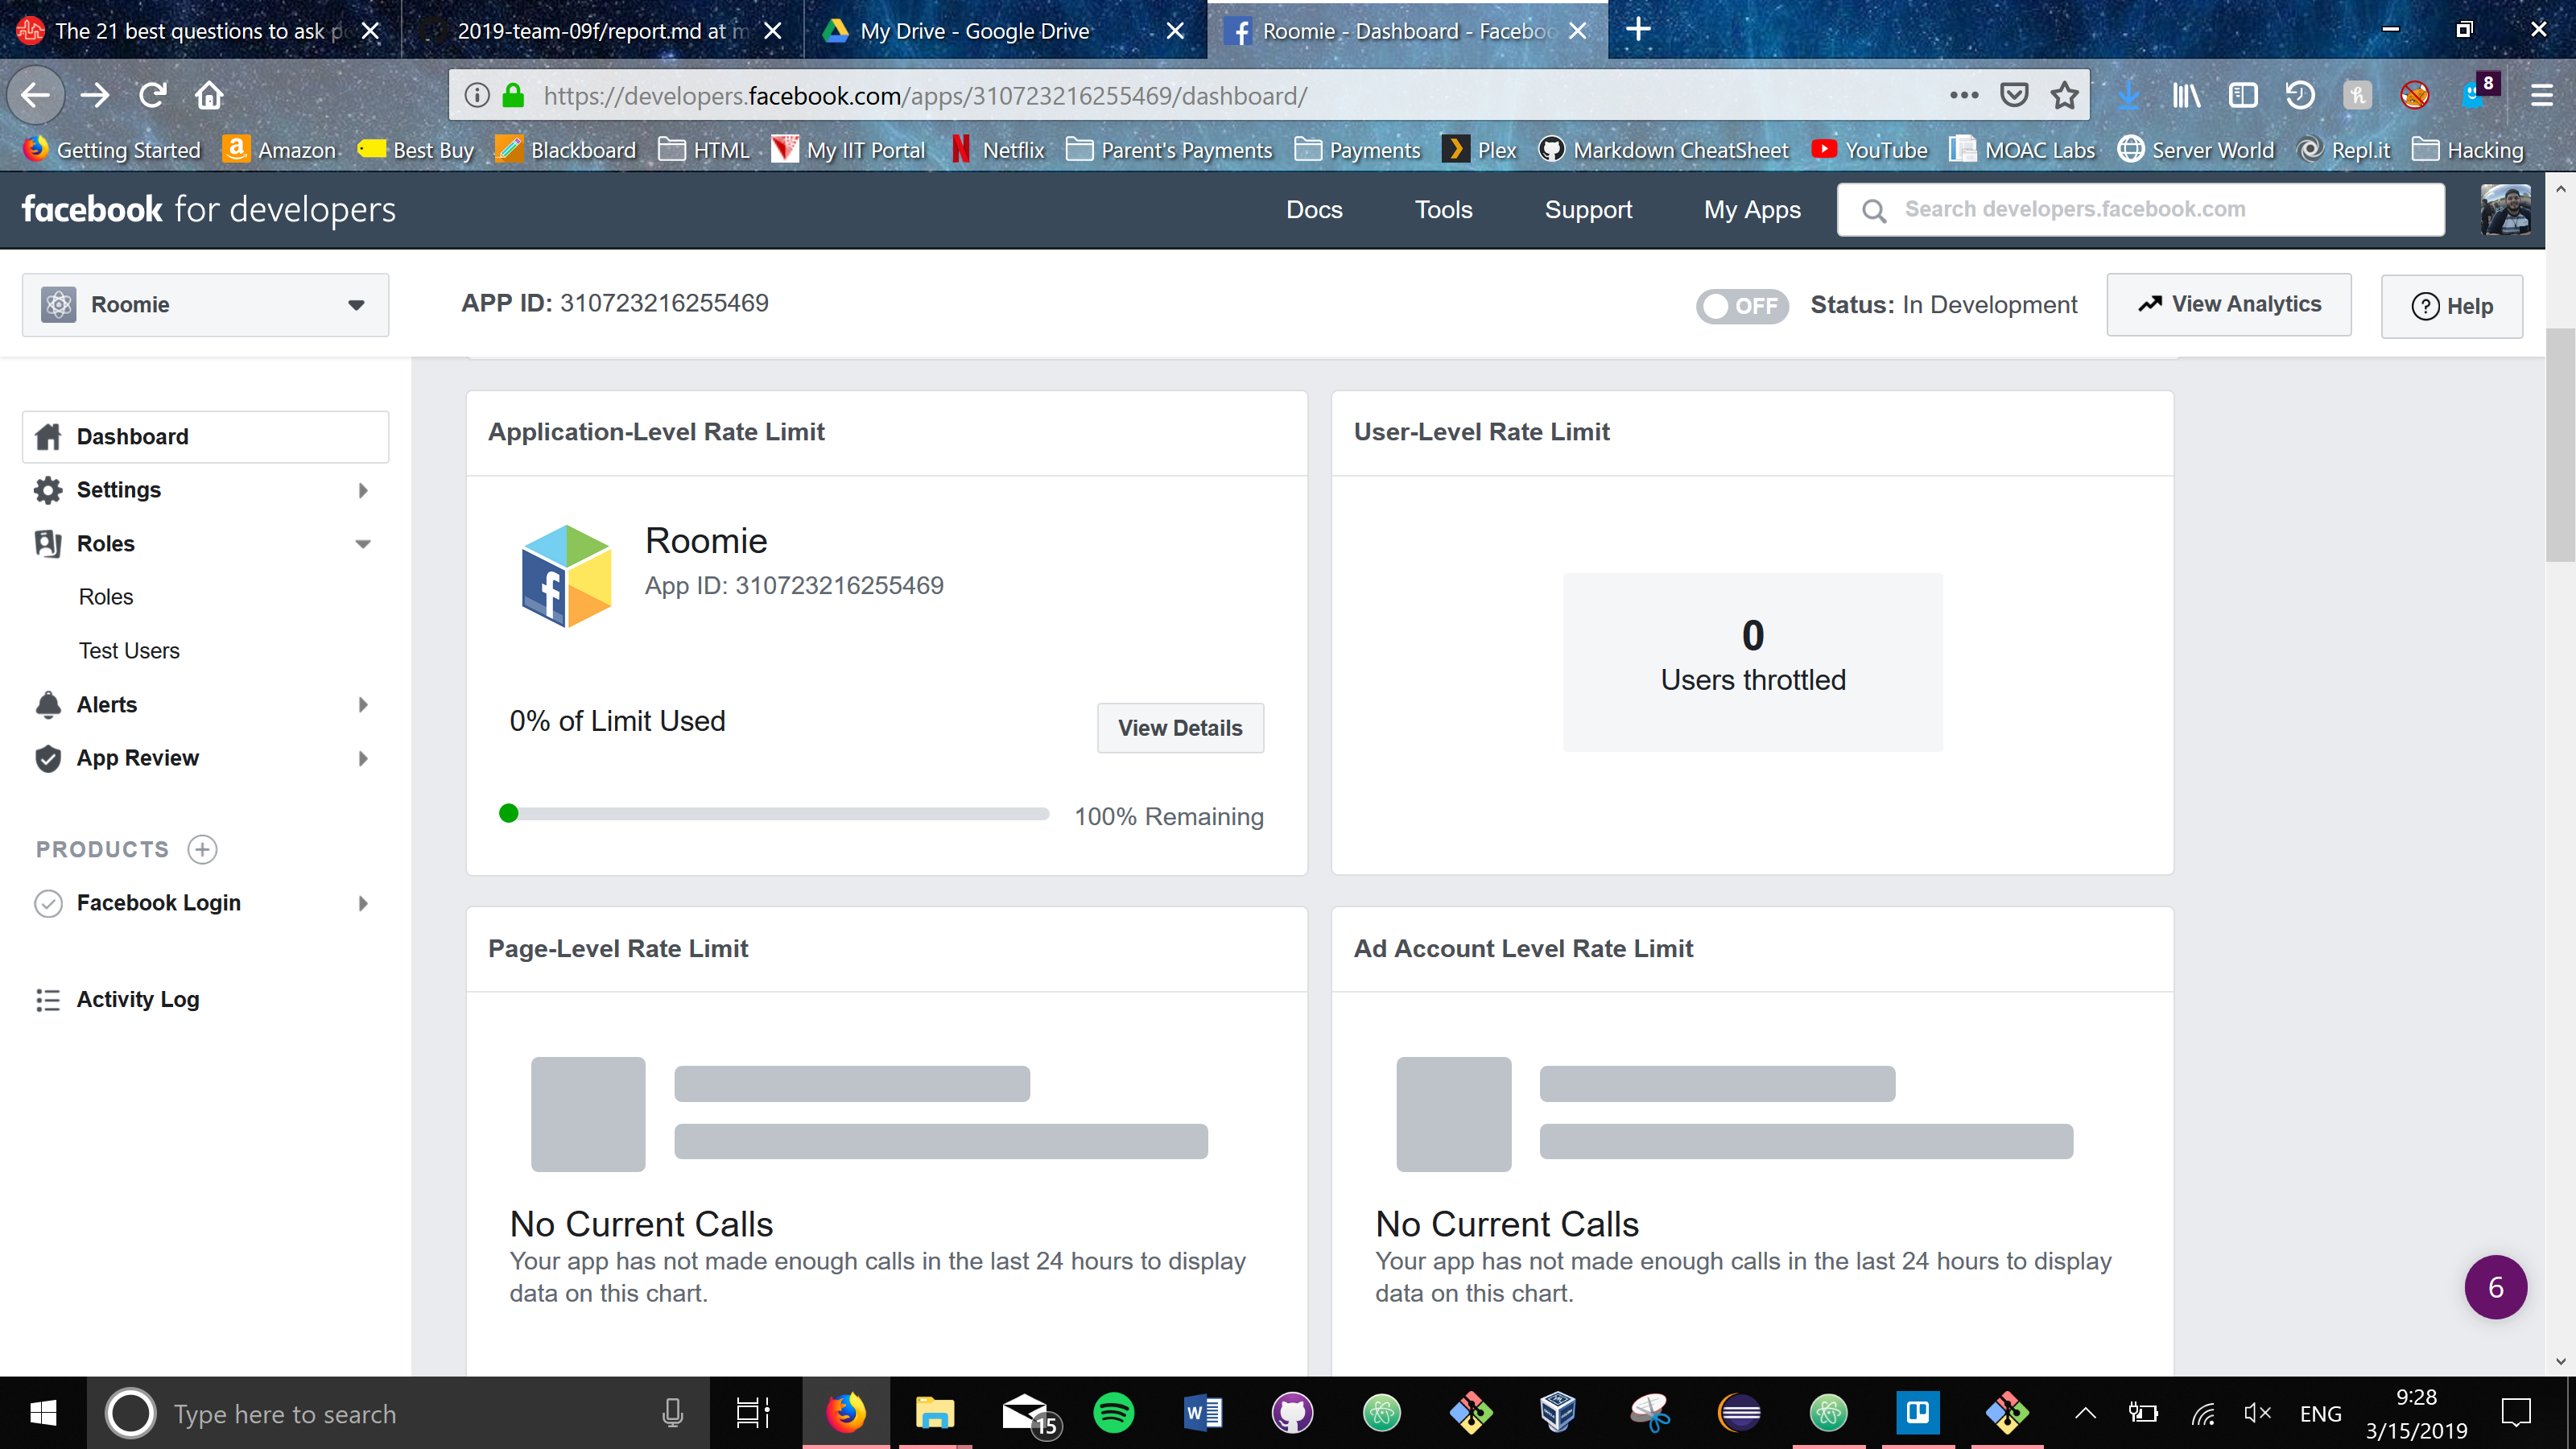 The 21 best questions to ask
2019-team-09f/report.md at
My Drive - Google Drive
Roomie - Dashboard - Facebo
https://developers.facebook.com/apps/310723216255469/dashboard/
8
Getting Started
Amazon
Best Buy
Blackboard
HTML
My IIT Portal
Netflix
Parent's Payments
Payments
Plex
Markdown CheatSheet
YouTube
MOAC Labs
Server World
Repl.it
Hacking
facebook for developers
Docs
Tools
Support
My Apps
Search developers.facebook.com
Roomie
APP ID: 310723216255469
OFF
Status: In Development
View Analytics
Help
Dashboard
Settings
Roles
Roles
Test Users
Alerts
App Review
PRODUCTS
Facebook Login
Activity Log
Application-Level Rate Limit
Roomie
App ID: 310723216255469
0% of Limit Used
View Details
100% Remaining
User-Level Rate Limit
0
Users throttled
Page-Level Rate Limit
No Current Calls
Your app has not made enough calls in the last 24 hours to display
data on this chart.
Ad Account Level Rate Limit
No Current Calls
Your app has not made enough calls in the last 24 hours to display
data on this chart.
6
Type here to search
15
ENG
9:28
3/15/2019